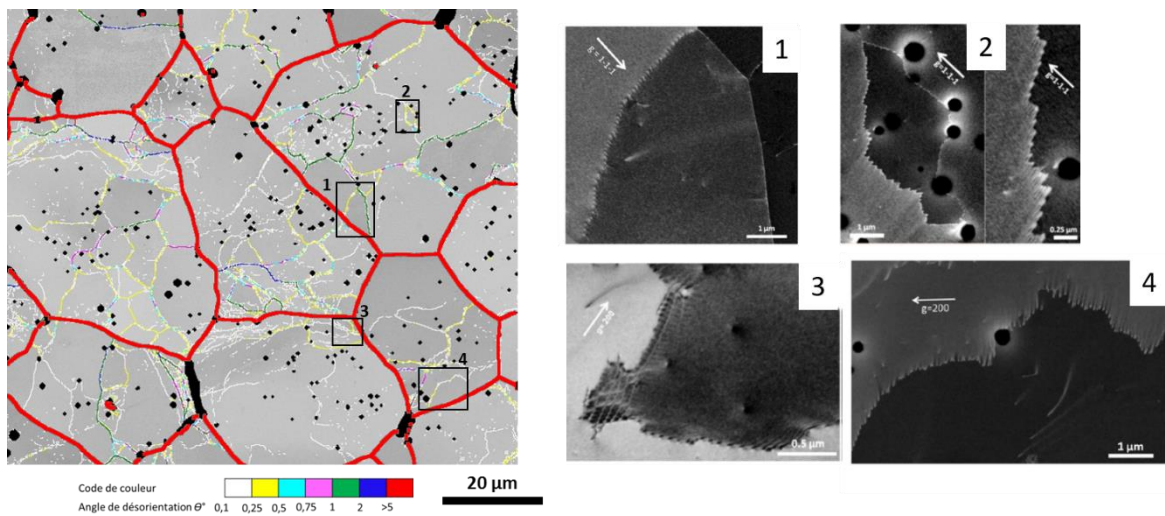 2
1
3
4
Code de couleur
Angle de désorientation θ° 0,1 0,25 0,5 0,75 1 2 >5
20 µm
1
g = 1-1-1
1 µm
2
g=1-1-1
g=1-1-1
1 µm
0.25 µm
3
g= 200
0.5 µm
4
g=200
1 µm